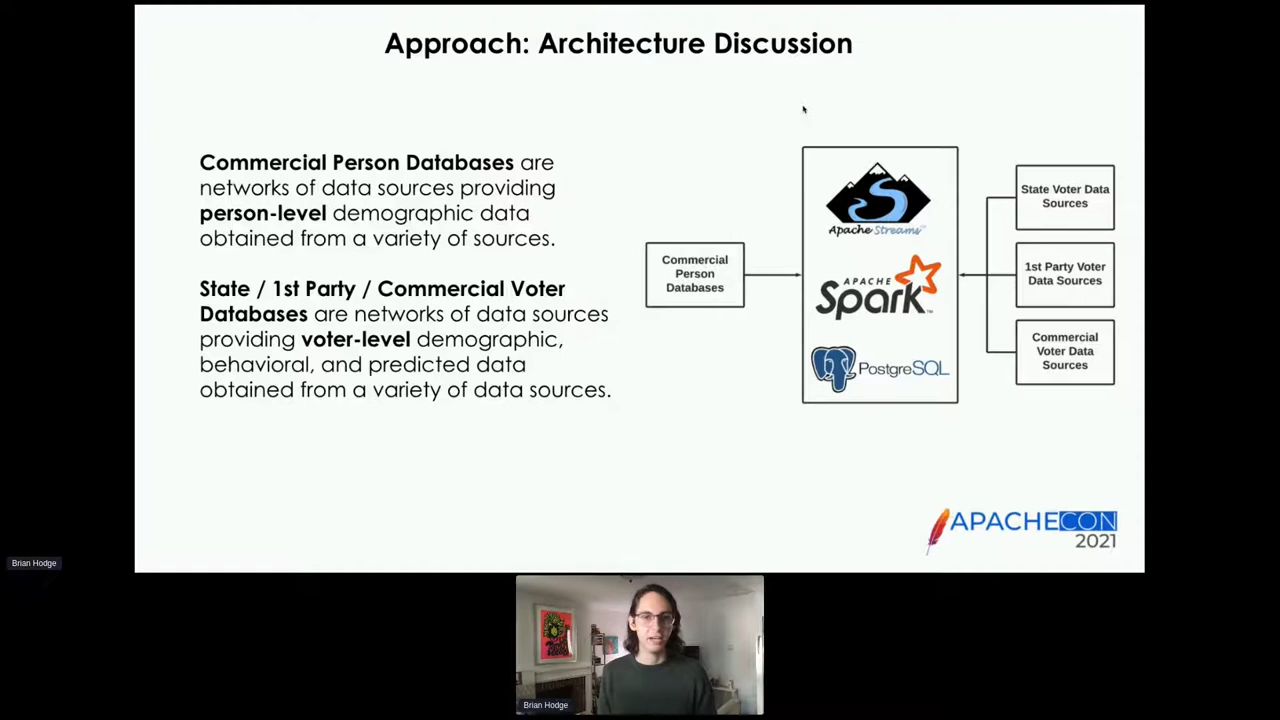 Approach: Architecture Discussion
Commercial Person Databases are
networks of data sources providing
person-level demographic data
obtained from a variety of sources.
State / 1st Party / Commercial Voter
Databases are networks of data sources
providing voter-level demographic,
behavioral, and predicted data
obtained from a variety of data sources.
Commercial
Person
Databases
Apache Streams™
APACHE
Spark™
PostgreSQL
State Voter Data
Sources
1st Party Voter
Data Sources
Commercial
Voter Data
Sources
APACHECON
2021
Brian Hodge
Brian Hodge